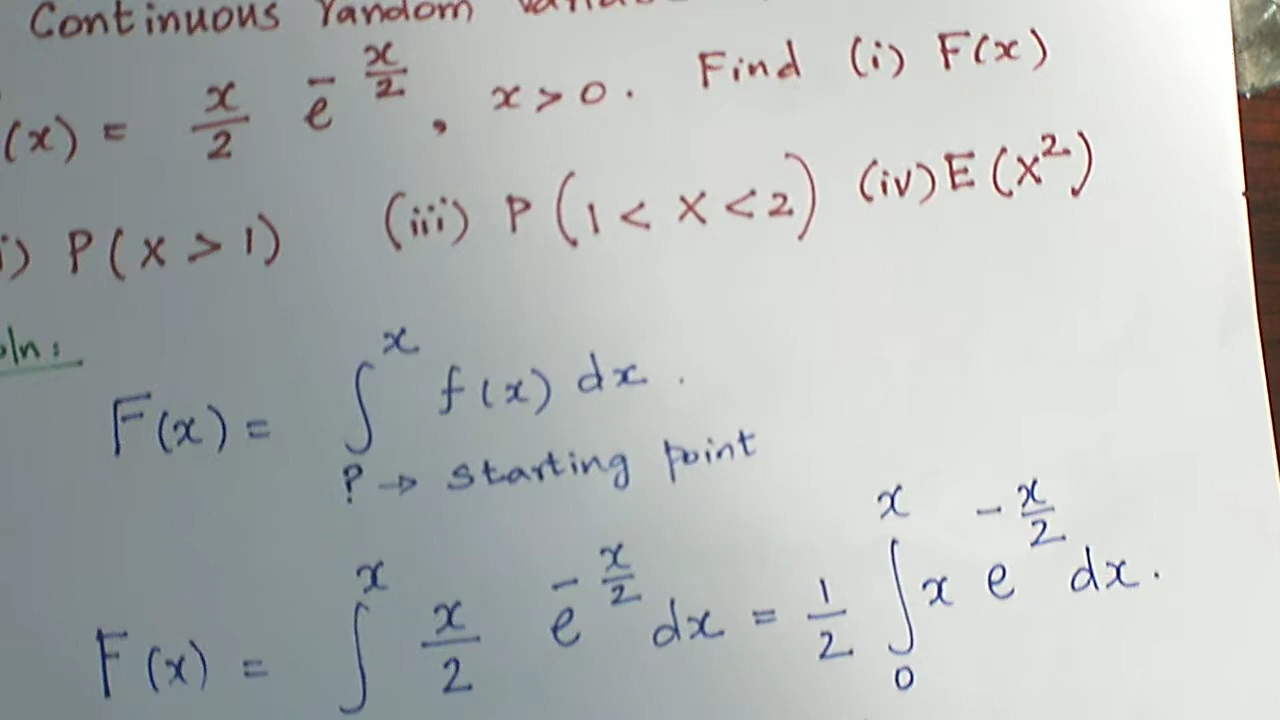 Continuous random
(x) = x/2 e^{-x/2}, x > 0. Find (i) F(x)
i) P(X > 1) (iii) P(1 < X < 2) (iv) E(X²)
oln:
F(x) = ∫^x f(x) dx.
? → starting point
F(x) = ∫^x x/2 e^{-x/2} dx = 1/2 ∫_0^x x e^{-x/2} dx.